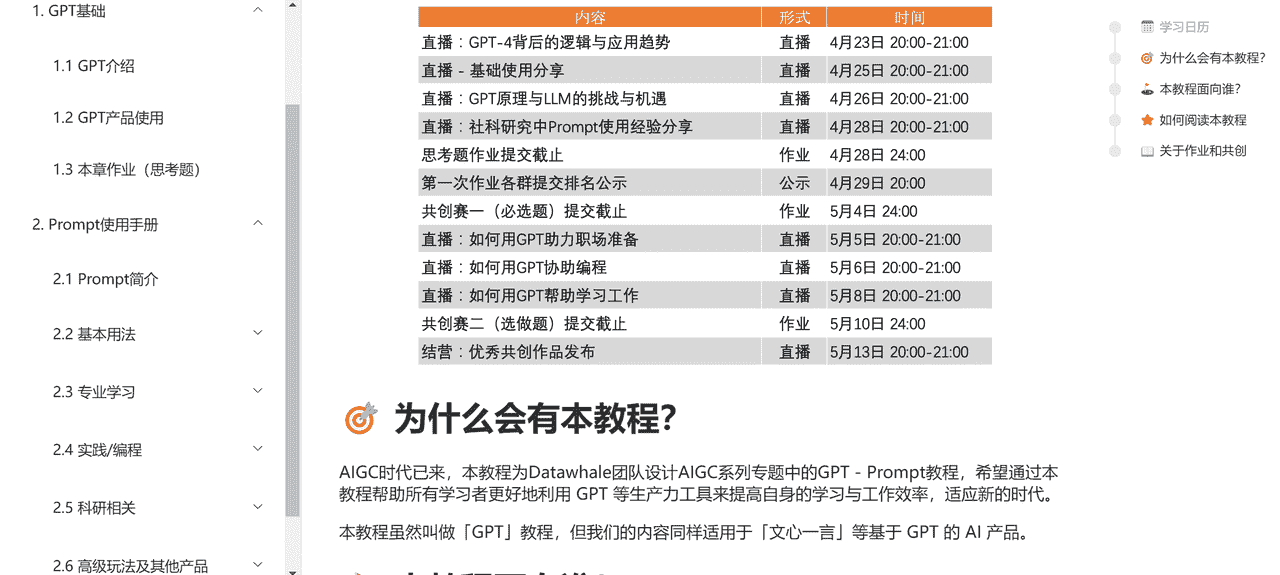 1. GPT基础
1.1 GPT介绍
1.2 GPT产品使用
1.3 本章作业（思考题）
2. Prompt使用手册
2.1 Prompt简介
2.2 基本用法
2.3 专业学习
2.4 实践/编程
2.5 科研相关
2.6 高级玩法及其他产品
内容 形式 时间
直播：GPT-4背后的逻辑与应用趋势 直播 4月23日 20:00-21:00
直播 - 基础使用分享 直播 4月25日 20:00-21:00
直播：GPT原理与LLM的挑战与机遇 直播 4月26日 20:00-21:00
直播：社科研究中Prompt使用经验分享 直播 4月28日 20:00-21:00
思考题作业提交截止 作业 4月28日 24:00
第一次作业各群提交排名公示 公示 4月29日 20:00
共创赛一（必选题）提交截止 作业 5月4日 24:00
直播：如何用GPT助力职场准备 直播 5月5日 20:00-21:00
直播：如何用GPT协助编程 直播 5月6日 20:00-21:00
直播：如何用GPT帮助学习工作 直播 5月8日 20:00-21:00
共创赛二（选做题）提交截止 作业 5月10日 24:00
结营：优秀共创作品发布 直播 5月13日 20:00-21:00
为什么会有本教程？
AIGC时代已来，本教程为Datawhale团队设计AIGC系列专题中的GPT - Prompt教程，希望通过本
教程帮助所有学习者更好地利用 GPT 等生产力工具来提高自身的学习与工作效率，适应新的时代。
本教程虽然叫做「GPT」教程，但我们的内容同样适用于「文心一言」等基于 GPT 的 AI 产品。
学习日历
为什么会有本教程？
本教程面向谁？
如何阅读本教程
关于作业和共创